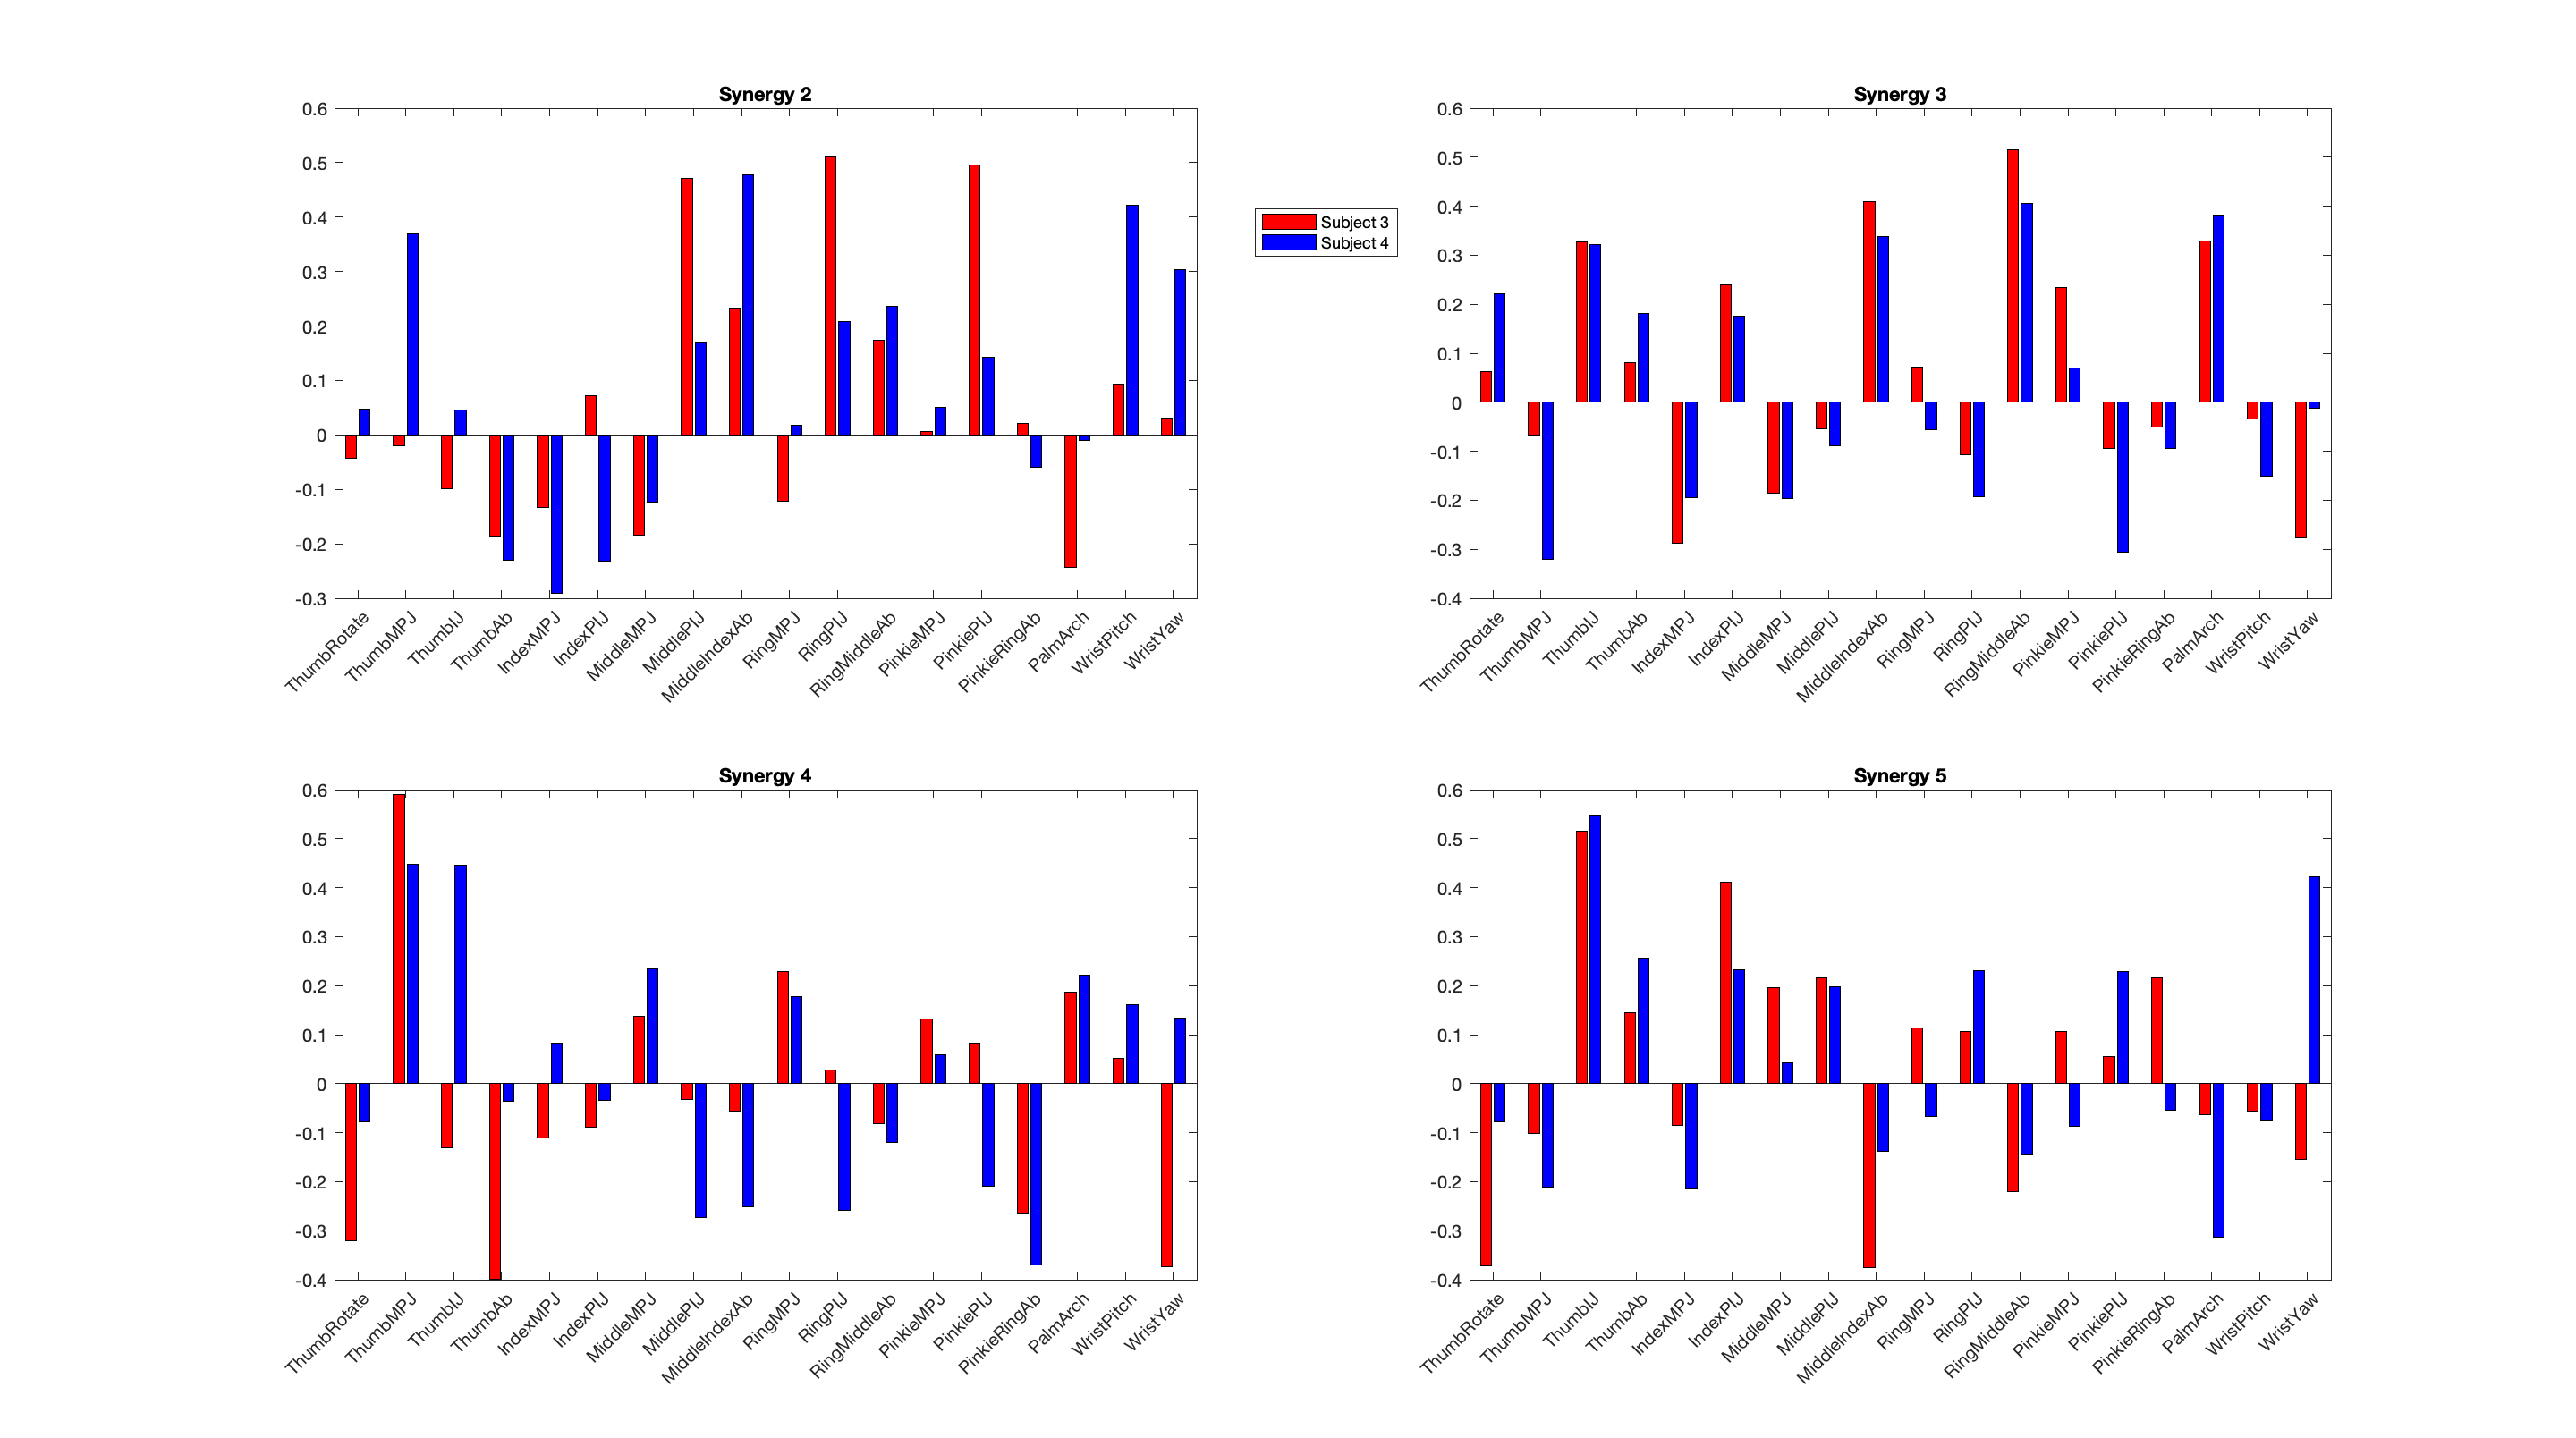 Synergy 2
0.6
0.5
0.4
0.3
0.2
0.1
0
-0.1
-0.2
-0.3
ThumbRotate
ThumbMPJ
ThumbIJ
ThumbAb
IndexMPJ
IndexPIJ
MiddleMPJ
MiddlePIJ
MiddleIndexAb
RingMPJ
RingPIJ
RingMiddleAb
PinkieMPJ
PinkiePIJ
PinkieRingAb
PalmArch
WristPitch
WristYaw
Subject 3
Subject 4
Synergy 3
0.6
0.5
0.4
0.3
0.2
0.1
0
-0.1
-0.2
-0.3
-0.4
ThumbRotate
ThumbMPJ
ThumbIJ
ThumbAb
IndexMPJ
IndexPIJ
MiddleMPJ
MiddlePIJ
MiddleIndexAb
RingMPJ
RingPIJ
RingMiddleAb
PinkieMPJ
PinkiePIJ
PinkieRingAb
PalmArch
WristPitch
WristYaw
Synergy 4
0.6
0.5
0.4
0.3
0.2
0.1
0
-0.1
-0.2
-0.3
-0.4
ThumbRotate
ThumbMPJ
ThumbIJ
ThumbAb
IndexMPJ
IndexPIJ
MiddleMPJ
MiddlePIJ
MiddleIndexAb
RingMPJ
RingPIJ
RingMiddleAb
PinkieMPJ
PinkiePIJ
PinkieRingAb
PalmArch
WristPitch
WristYaw
Synergy 5
0.6
0.5
0.4
0.3
0.2
0.1
0
-0.1
-0.2
-0.3
-0.4
ThumbRotate
ThumbMPJ
ThumbIJ
ThumbAb
IndexMPJ
IndexPIJ
MiddleMPJ
MiddlePIJ
MiddleIndexAb
RingMPJ
RingPIJ
RingMiddleAb
PinkieMPJ
PinkiePIJ
PinkieRingAb
PalmArch
WristPitch
WristYaw